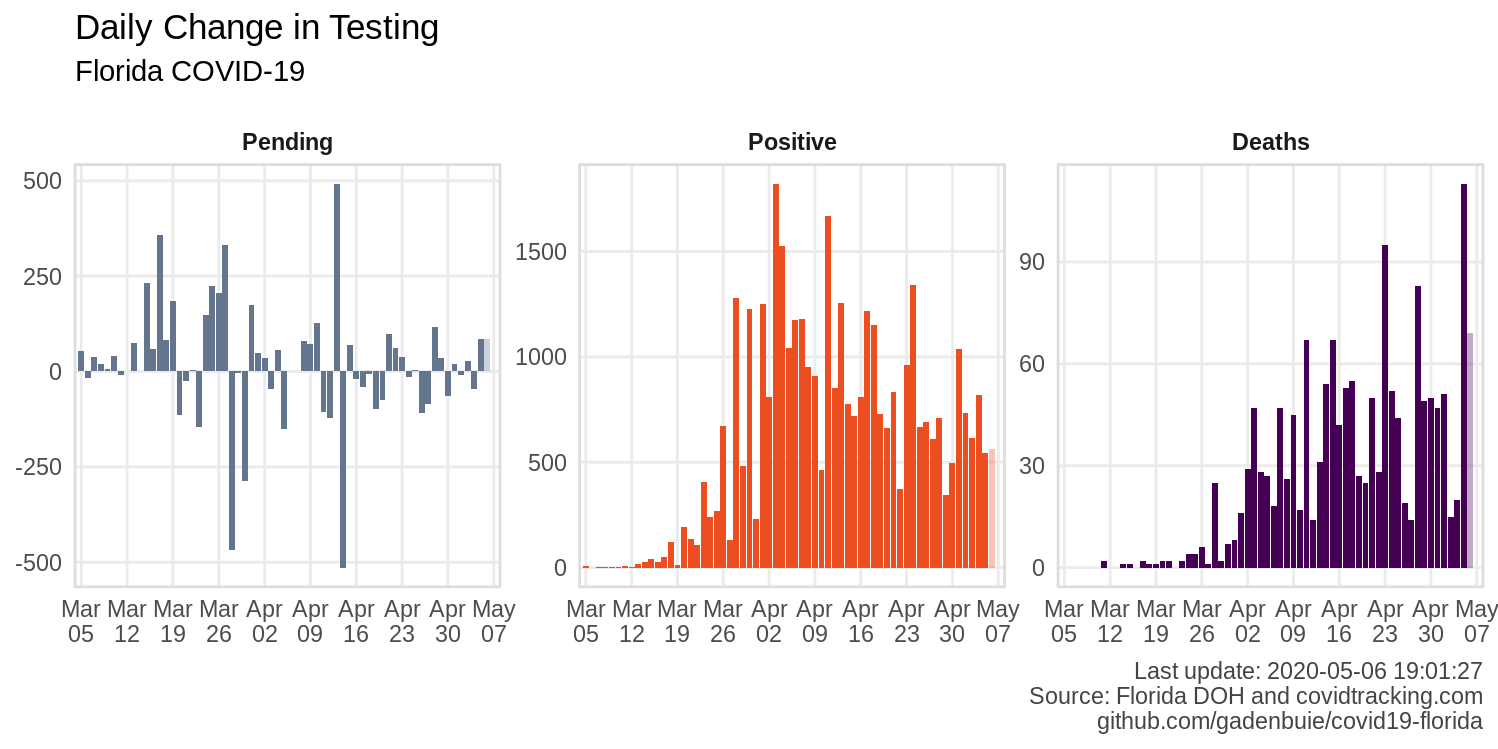 Daily Change in Testing
Florida COVID-19
Pending
Positive
Deaths
500
250
0
-250
-500
1500
1000
500
0
90
60
30
0
Mar Mar Mar Mar Apr Apr Apr Apr Apr May
05 12 19 26 02 09 16 23 30 07
Mar Mar Mar Mar Apr Apr Apr Apr Apr May
05 12 19 26 02 09 16 23 30 07
Mar Mar Mar Mar Apr Apr Apr Apr Apr May
05 12 19 26 02 09 16 23 30 07
Last update: 2020-05-06 19:01:27
Source: Florida DOH and covidtracking.com
github.com/gadenbuie/covid19-florida